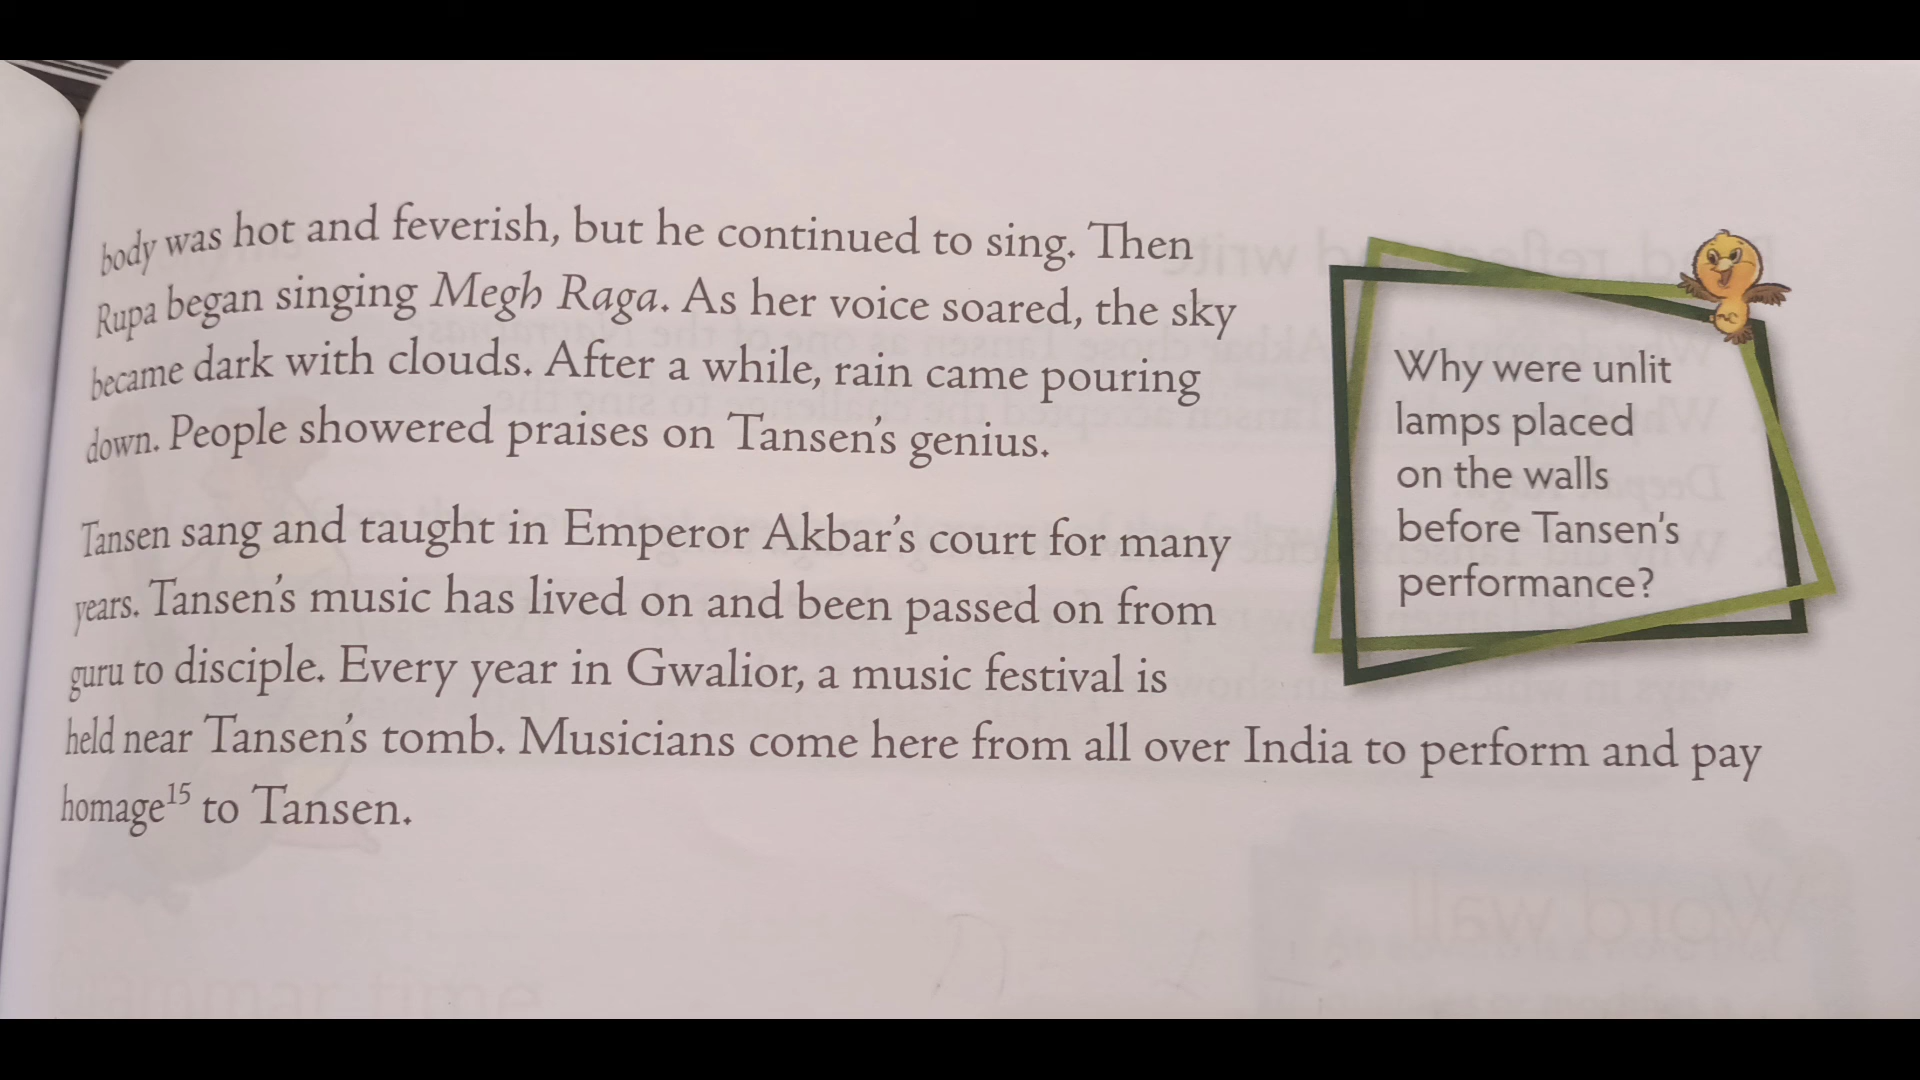 body was hot and feverish, but he continued to sing. Then
Rupa began singing Megh Raga. As her voice soared, the sky
became dark with clouds. After a while, rain came pouring
down. People showered praises on Tansen's genius.
Tansen sang and taught in Emperor Akbar's court for many
years. Tansen's music has lived on and been passed on from
guru to disciple. Every year in Gwalior, a music festival is
held near Tansen's tomb. Musicians come here from all over India to perform and pay
homage15 to Tansen.
Why were unlit
lamps placed
on the walls
before Tansen's
performance?